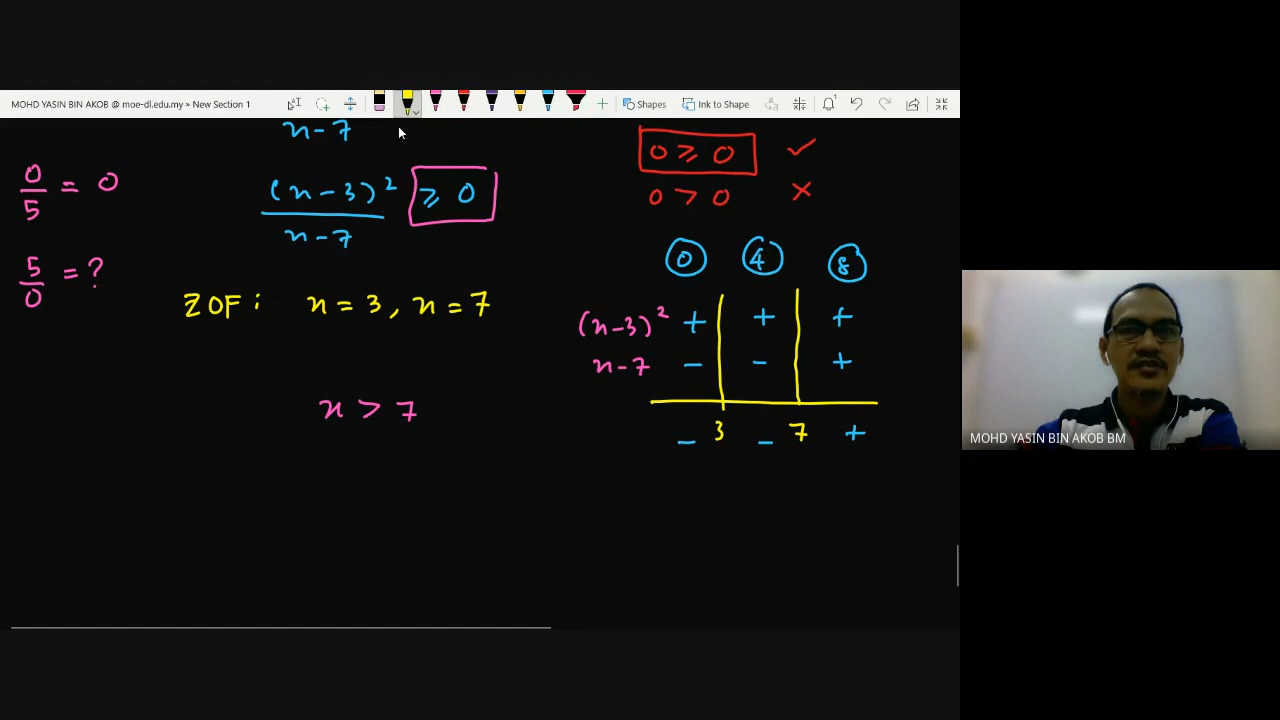 MOHD YASIN BIN AKOB @ moe-dl.edu.my » New Section 1
Shapes
Ink to Shape
x-7
0/5 = 0
5/0 = ?
(x-3)² ≥ 0
x-7
ZOF : x = 3 , x = 7
x > 7
0 ≥ 0 ✓
0 > 0 ×
0 4 8
(x-3)² + + +
x-7 - - +
- 3 - 7 +
MOHD YASIN BIN AKOB BM